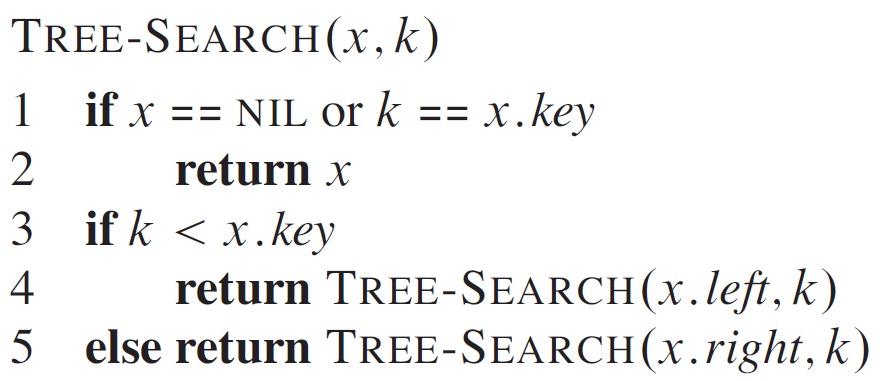 TREE-SEARCH(x, k)
1 if x == NIL or k == x.key
2 return x
3 if k < x.key
4 return TREE-SEARCH(x.left, k)
5 else return TREE-SEARCH(x.right, k)